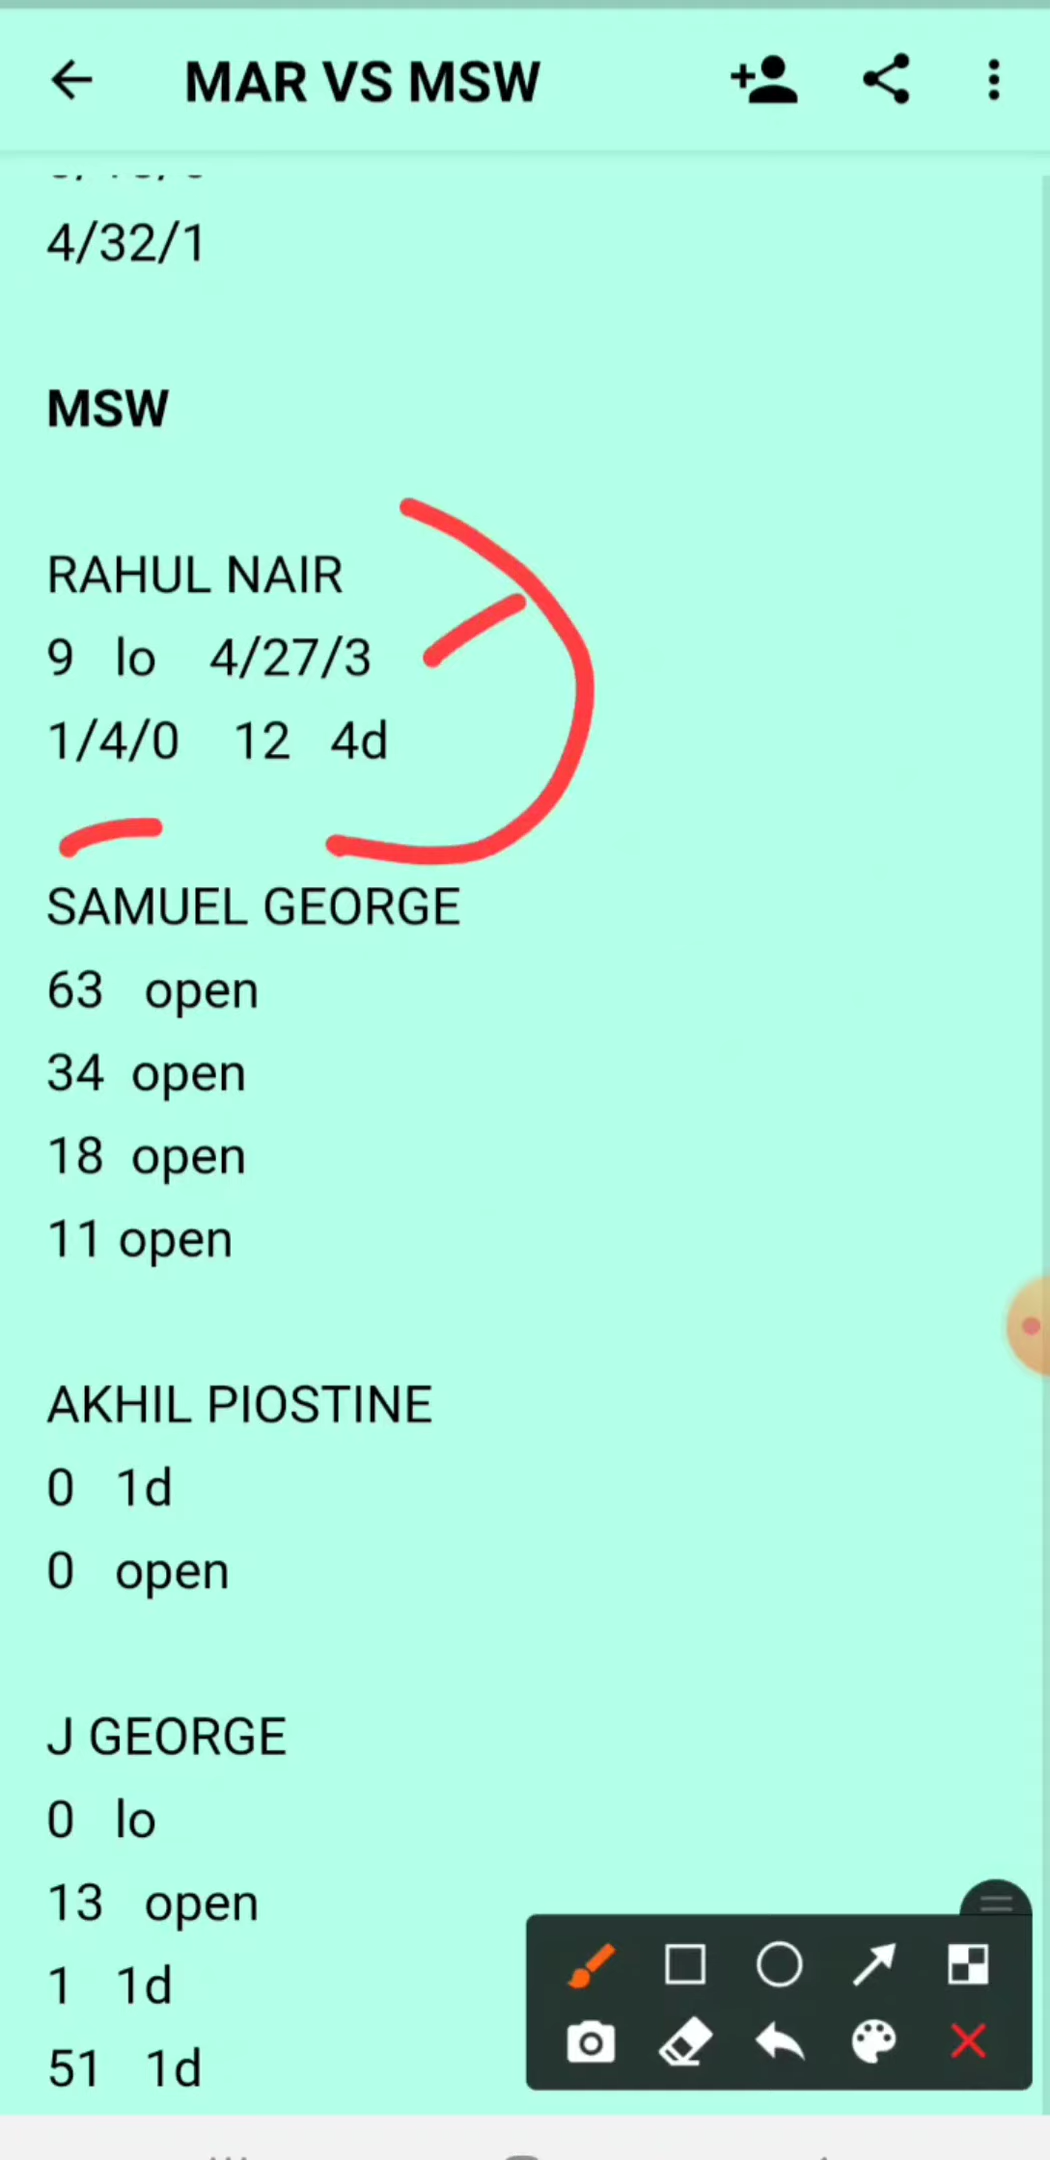 MAR VS MSW
4/32/1
MSW
RAHUL NAIR
9 lo 4/27/3
1/4/0 12 4d
SAMUEL GEORGE
63 open
34 open
18 open
11 open
AKHIL PIOSTINE
0 1d
0 open
J GEORGE
0 lo
13 open
1 1d
51 1d